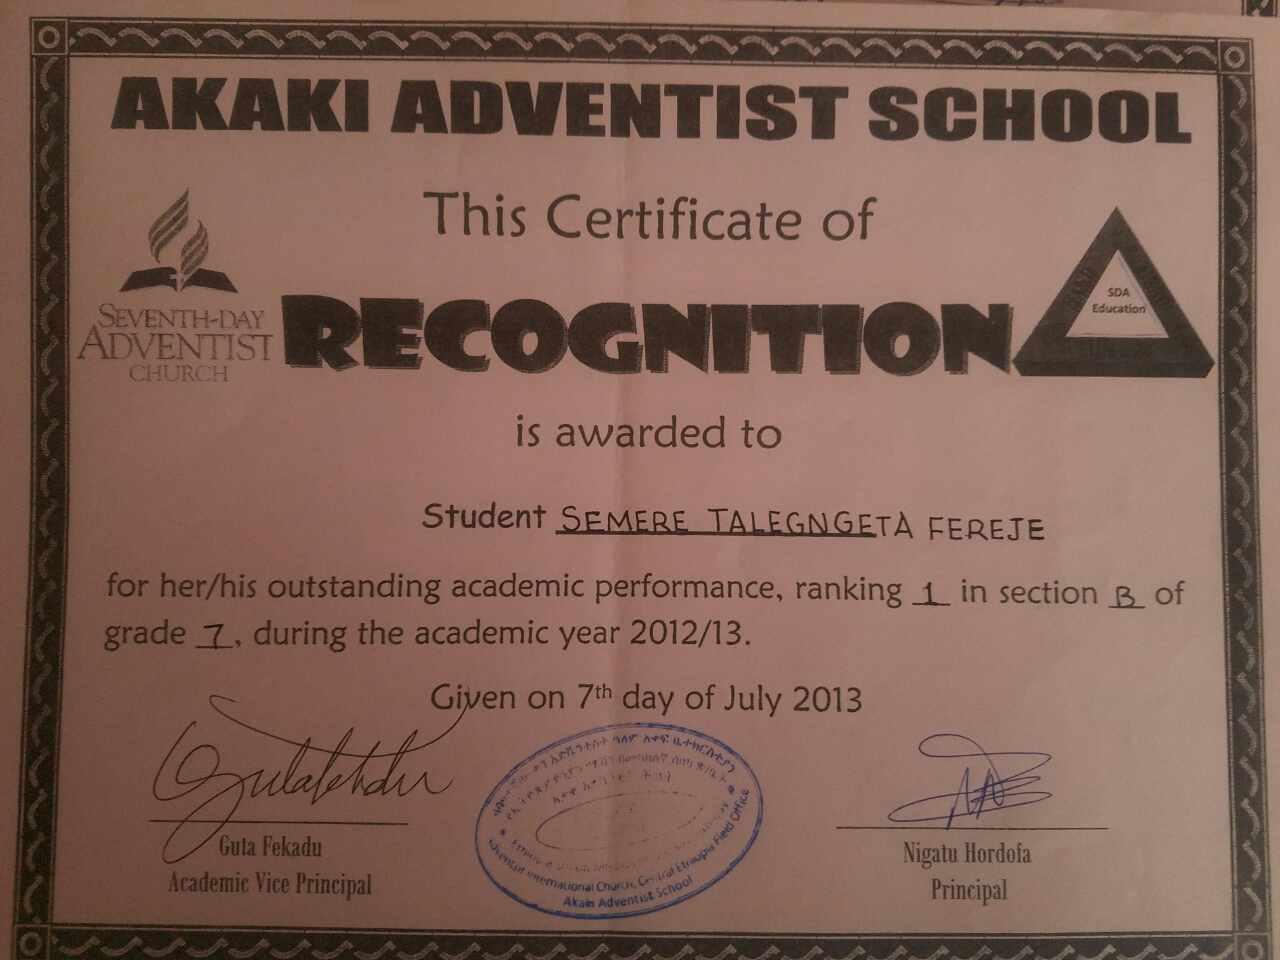 AKAKI ADVENTIST SCHOOL
This Certificate of
SEVENTH-DAY
ADVENTIST
CHURCH
RECOGNITION
SDA
Education
is awarded to
Student SEMERE TALEGNGETA FEREJE
for her/his outstanding academic performance, ranking 1 in section B of
grade 7, during the academic year 2012/13.
Given on 7th day of July 2013
Guta Fekadu
Academic Vice Principal
Adventist International Church, Central Ethiopia Field Office
Akaki Adventist School
Nigatu Hordofa
Principal